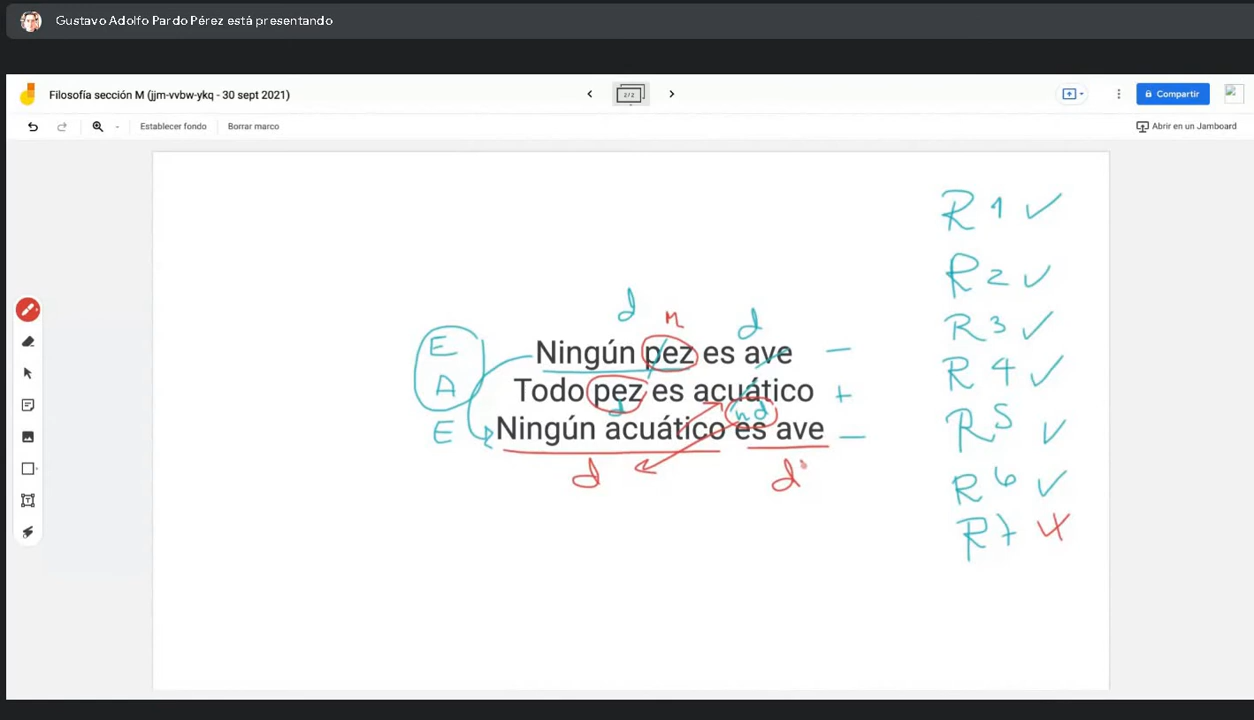 Gustavo Adolfo Pardo Pérez está presentando
Filosofía sección M (jjm-vvbw-ykq - 30 sept 2021)
2/2
Compartir
Establecer fondo
Borrar marco
Abrir en un Jamboard
R1 ✓
R2 ✓
R3 ✓
R4 ✓
R5 ✓
R6 ✓
R7
d
d
E
Ningún pez es ave
−
A
Todo pez es acuático
+
d
nd
E
Ningún acuático es ave
−
d
d